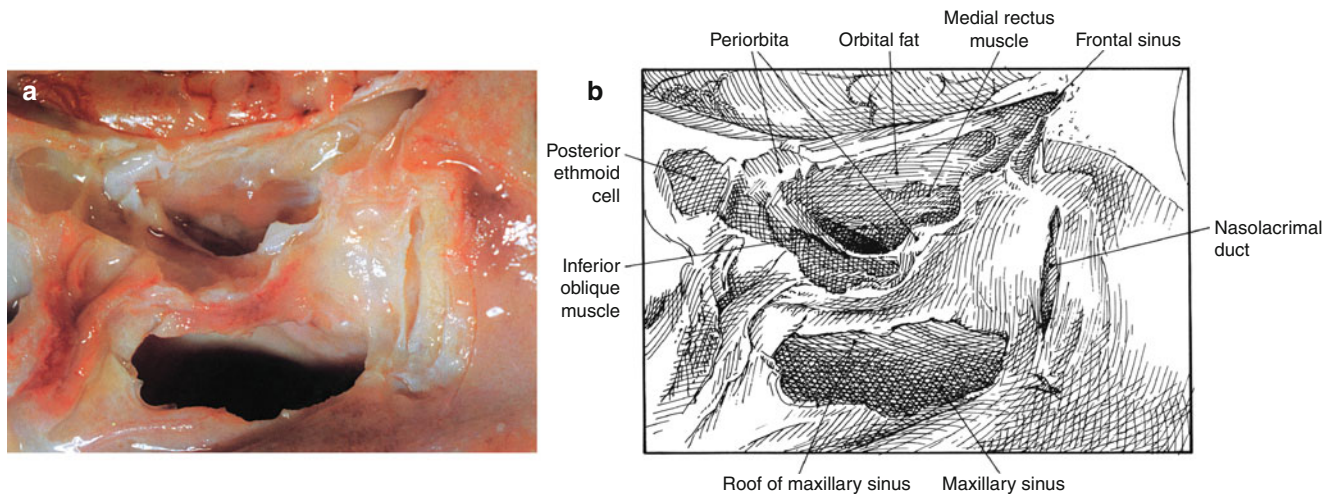 a
b
Periorbita
Orbital fat
Medial rectus
muscle
Frontal sinus
Posterior
ethmoid
cell
Inferior
oblique
muscle
Nasolacrimal
duct
Roof of maxillary sinus
Maxillary sinus